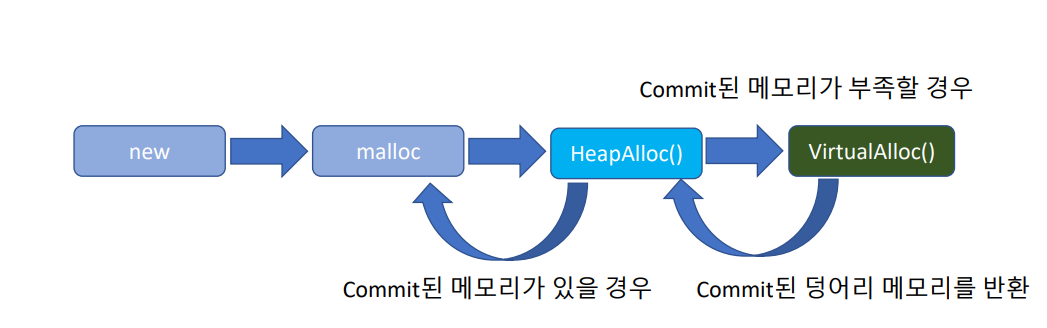 Commit된 메모리가 부족할 경우
new
malloc
HeapAlloc()
VirtualAlloc()
Commit된 메모리가 있을 경우
Commit된 덩어리 메모리를 반환